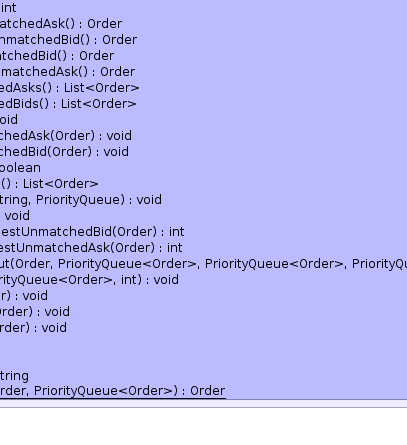 int
atchedAsk() : Order
nmatchedBid() : Order
tchedBid() : Order
matchedAsk() : Order
edAsks() : List<Order>
edBids() : List<Order>
oid
chedAsk(Order) : void
chedBid(Order) : void
oolean
() : List<Order>
tring, PriorityQueue) : void
: void
estUnmatchedBid(Order) : int
estUnmatchedAsk(Order) : int
ut(Order, PriorityQueue<Order>, PriorityQueue<Order>, PriorityQu
rityQueue<Order>, int) : void
r) : void
Order) : void
rder) : void
tring
rder, PriorityQueue<Order>) : Order